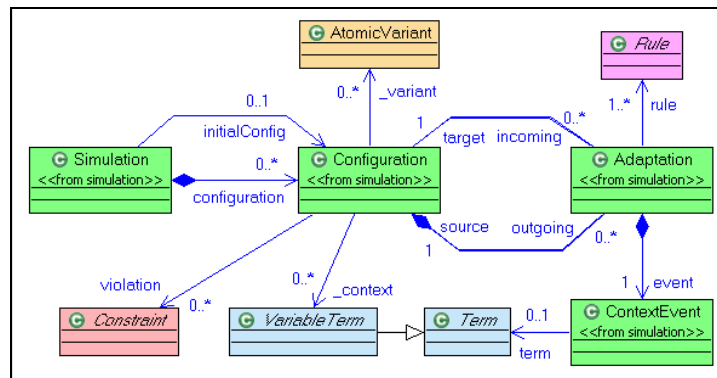 C AtomicVariant
C Rule
0..*
_variant
1..*
rule
0..1
initialConfig
1
target
incoming
0..*
C Simulation
<<from simulation>>
0..*
configuration
C Configuration
<<from simulation>>
C Adaptation
<<from simulation>>
source
1
outgoing
0..*
violation
0..*
0..*
_context
1
event
C Constraint
C VariableTerm
C Term
0..1
term
C ContextEvent
<<from simulation>>